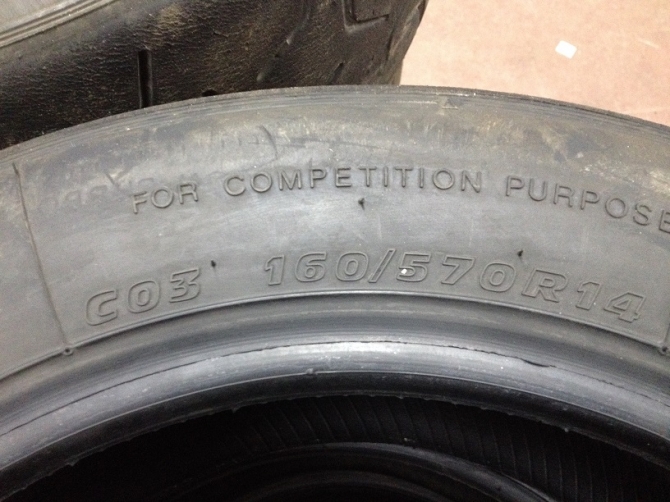 FOR COMPETITION PURPOSE
C03 160/570R14